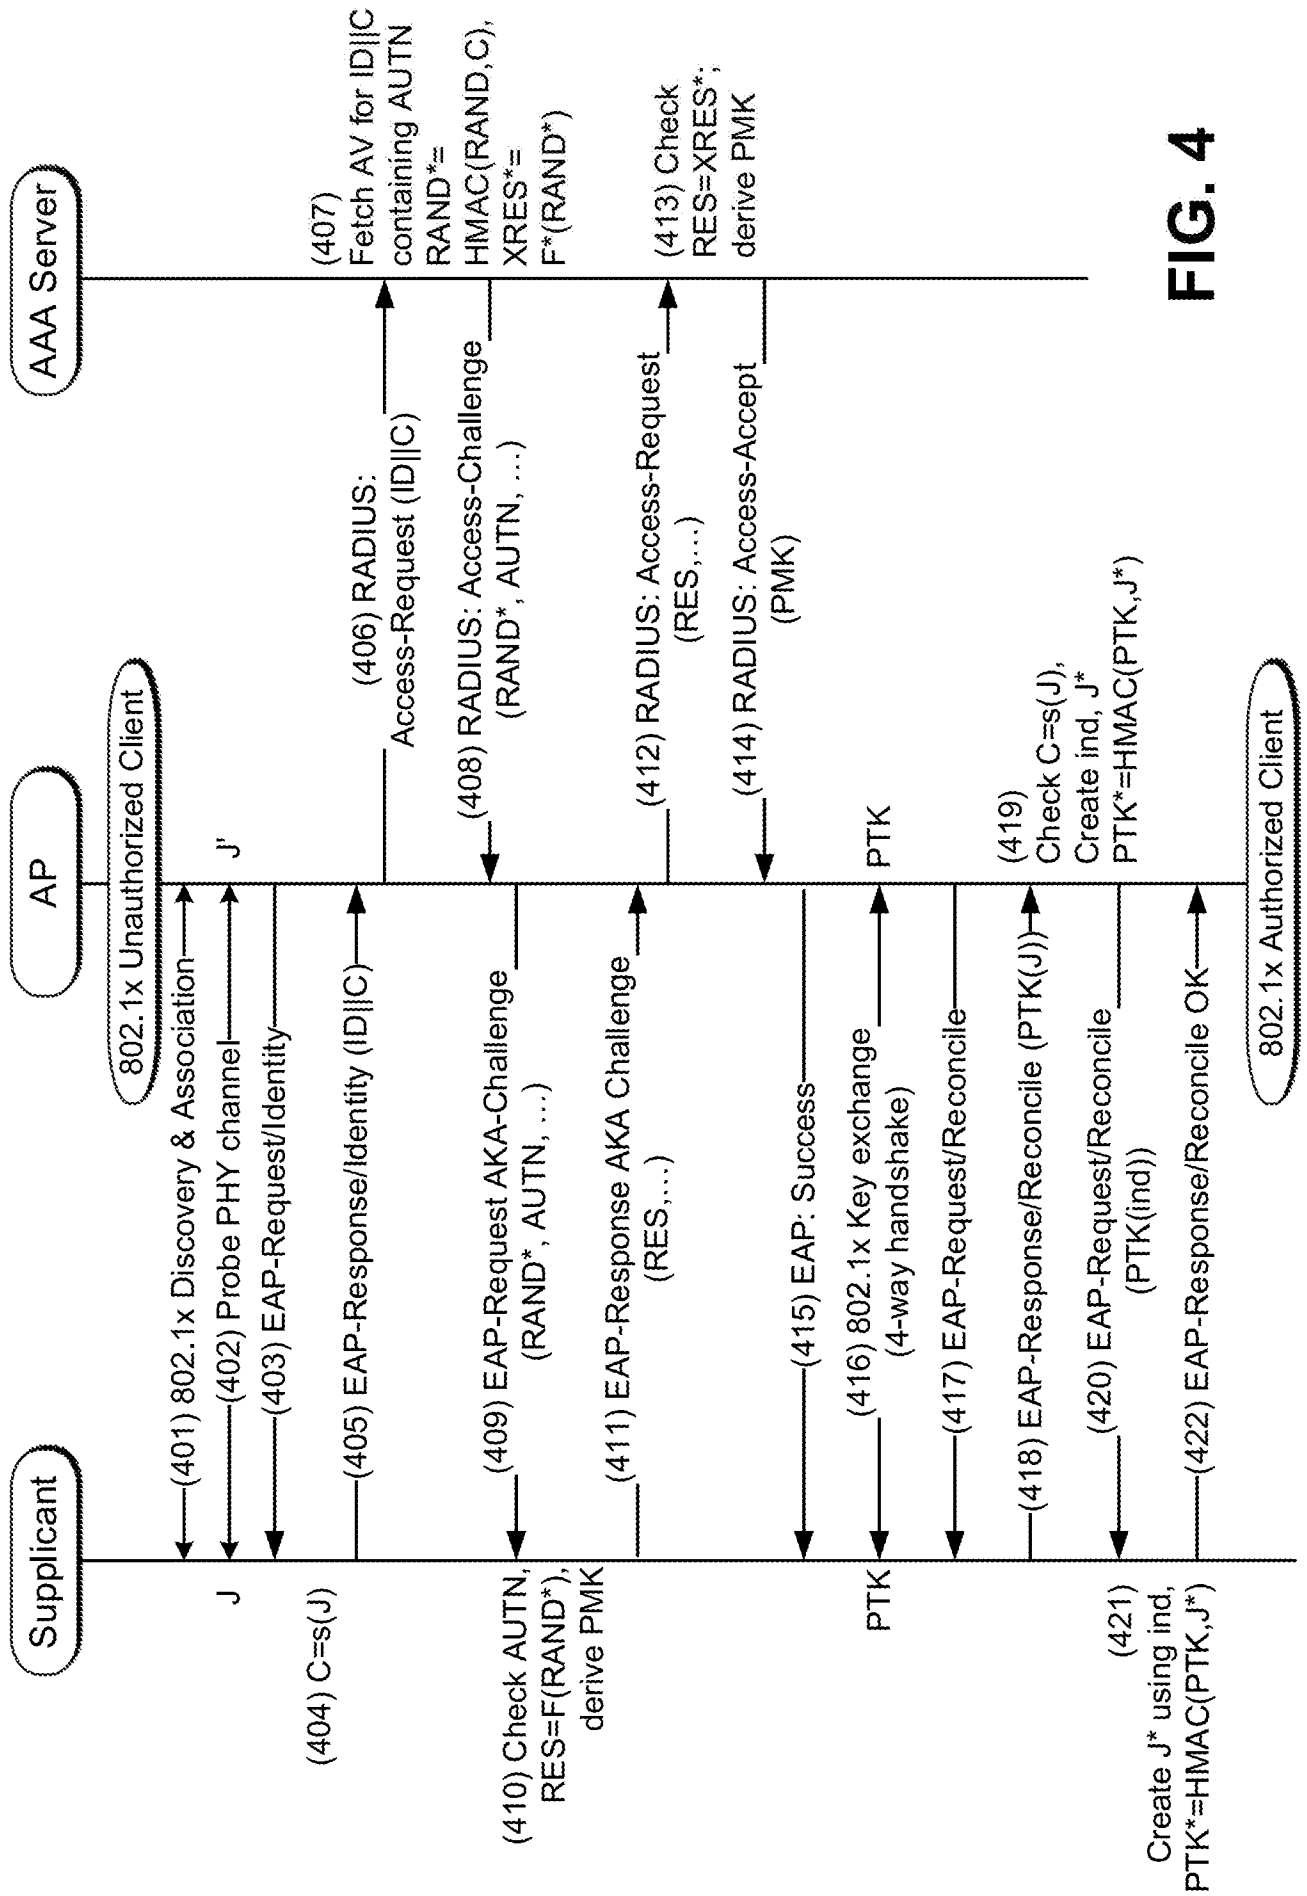 Supplicant
AP
AAA Server
802.1x Unauthorized Client
(401) 802.1x Discovery & Association
J
(402) Probe PHY channel
J'
(403) EAP-Request/Identity
(404) C=s(J)
(405) EAP-Response/Identity (ID||C)
(406) RADIUS:
Access-Request (ID||C)
(407)
Fetch AV for ID||C
containing AUTN
RAND*=
HMAC(RAND,C),
XRES*=
F*(RAND*)
(408) RADIUS: Access-Challenge
(RAND*, AUTN, ...)
(409) EAP-Request AKA-Challenge
(RAND*, AUTN, ...)
(410) Check AUTN,
RES=F(RAND*),
derive PMK
(411) EAP-Response AKA Challenge
(RES,...)
(412) RADIUS: Access-Request
(RES,...)
(413) Check
RES=XRES*;
derive PMK
(414) RADIUS: Access-Accept
(PMK)
(415) EAP: Success
PTK
(416) 802.1x Key exchange
(4-way handshake)
PTK
(417) EAP-Request/Reconcile
(418) EAP-Response/Reconcile (PTK(J))
(419)
Check C=s(J),
Create ind, J*
PTK*=HMAC(PTK,J*)
(420) EAP-Request/Reconcile
(PTK(ind))
(421)
Create J* using ind,
PTK*=HMAC(PTK,J*)
(422) EAP-Response/Reconcile OK
802.1x Authorized Client
FIG. 4